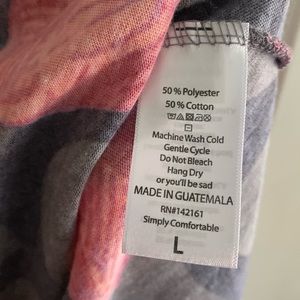 50 % Polyester
50 % Cotton
Machine Wash Cold
Gentle Cycle
Do Not Bleach
Hang Dry
or you'll be sad
MADE IN GUATEMALA
RN#142161
Simply Comfortable
L